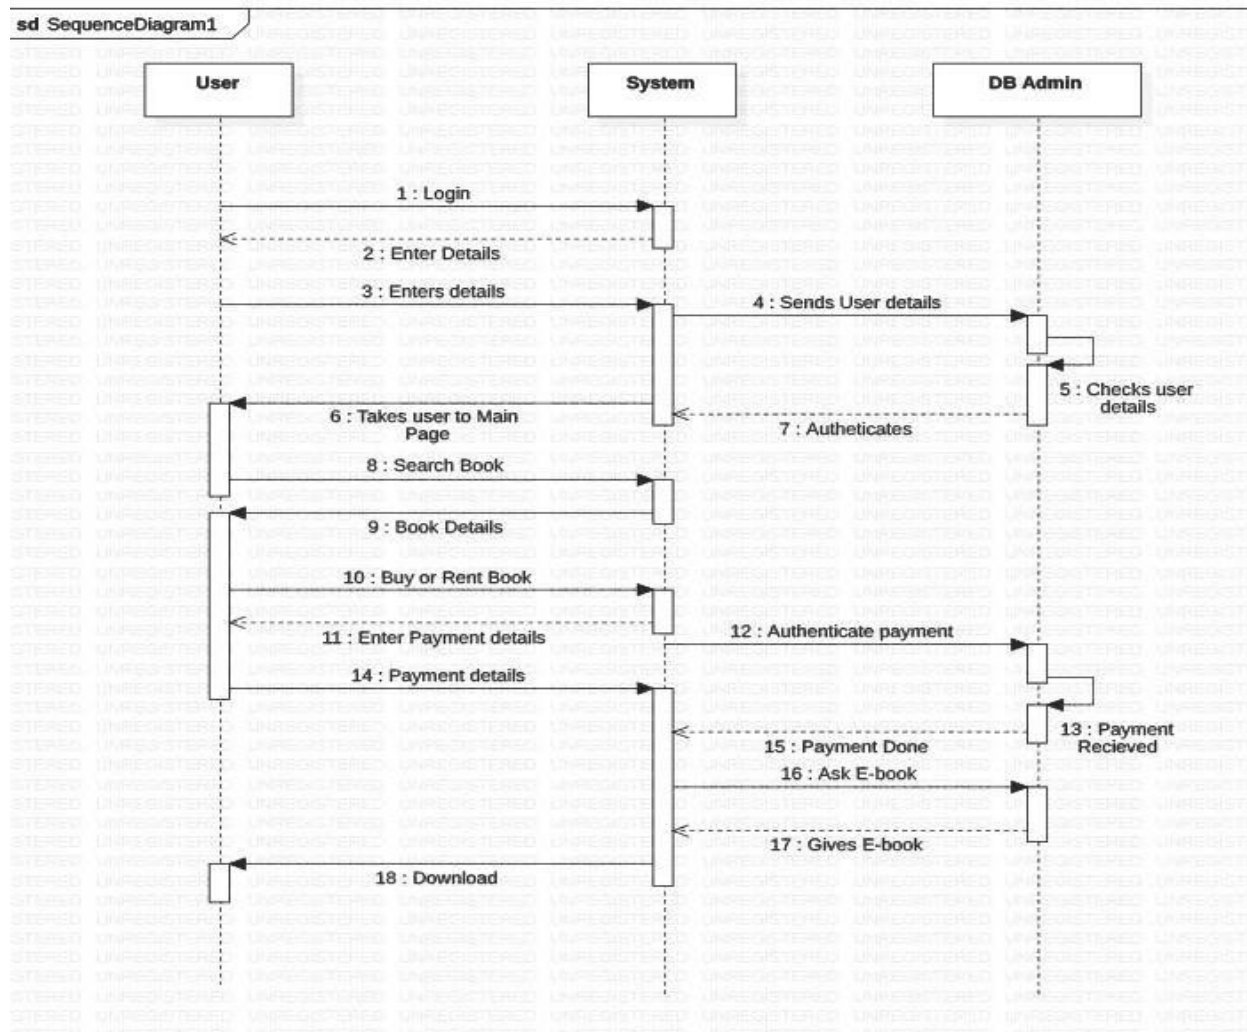 sd SequenceDiagram1
User
System
DB Admin
1 : Login
2 : Enter Details
3 : Enters details
4 : Sends User details
5 : Checks user
details
6 : Takes user to Main
Page
7 : Autheticates
8 : Search Book
9 : Book Details
10 : Buy or Rent Book
11 : Enter Payment details
12 : Authenticate payment
14 : Payment details
13 : Payment
Recieved
15 : Payment Done
16 : Ask E-book
17 : Gives E-book
18 : Download
UNREGISTERED